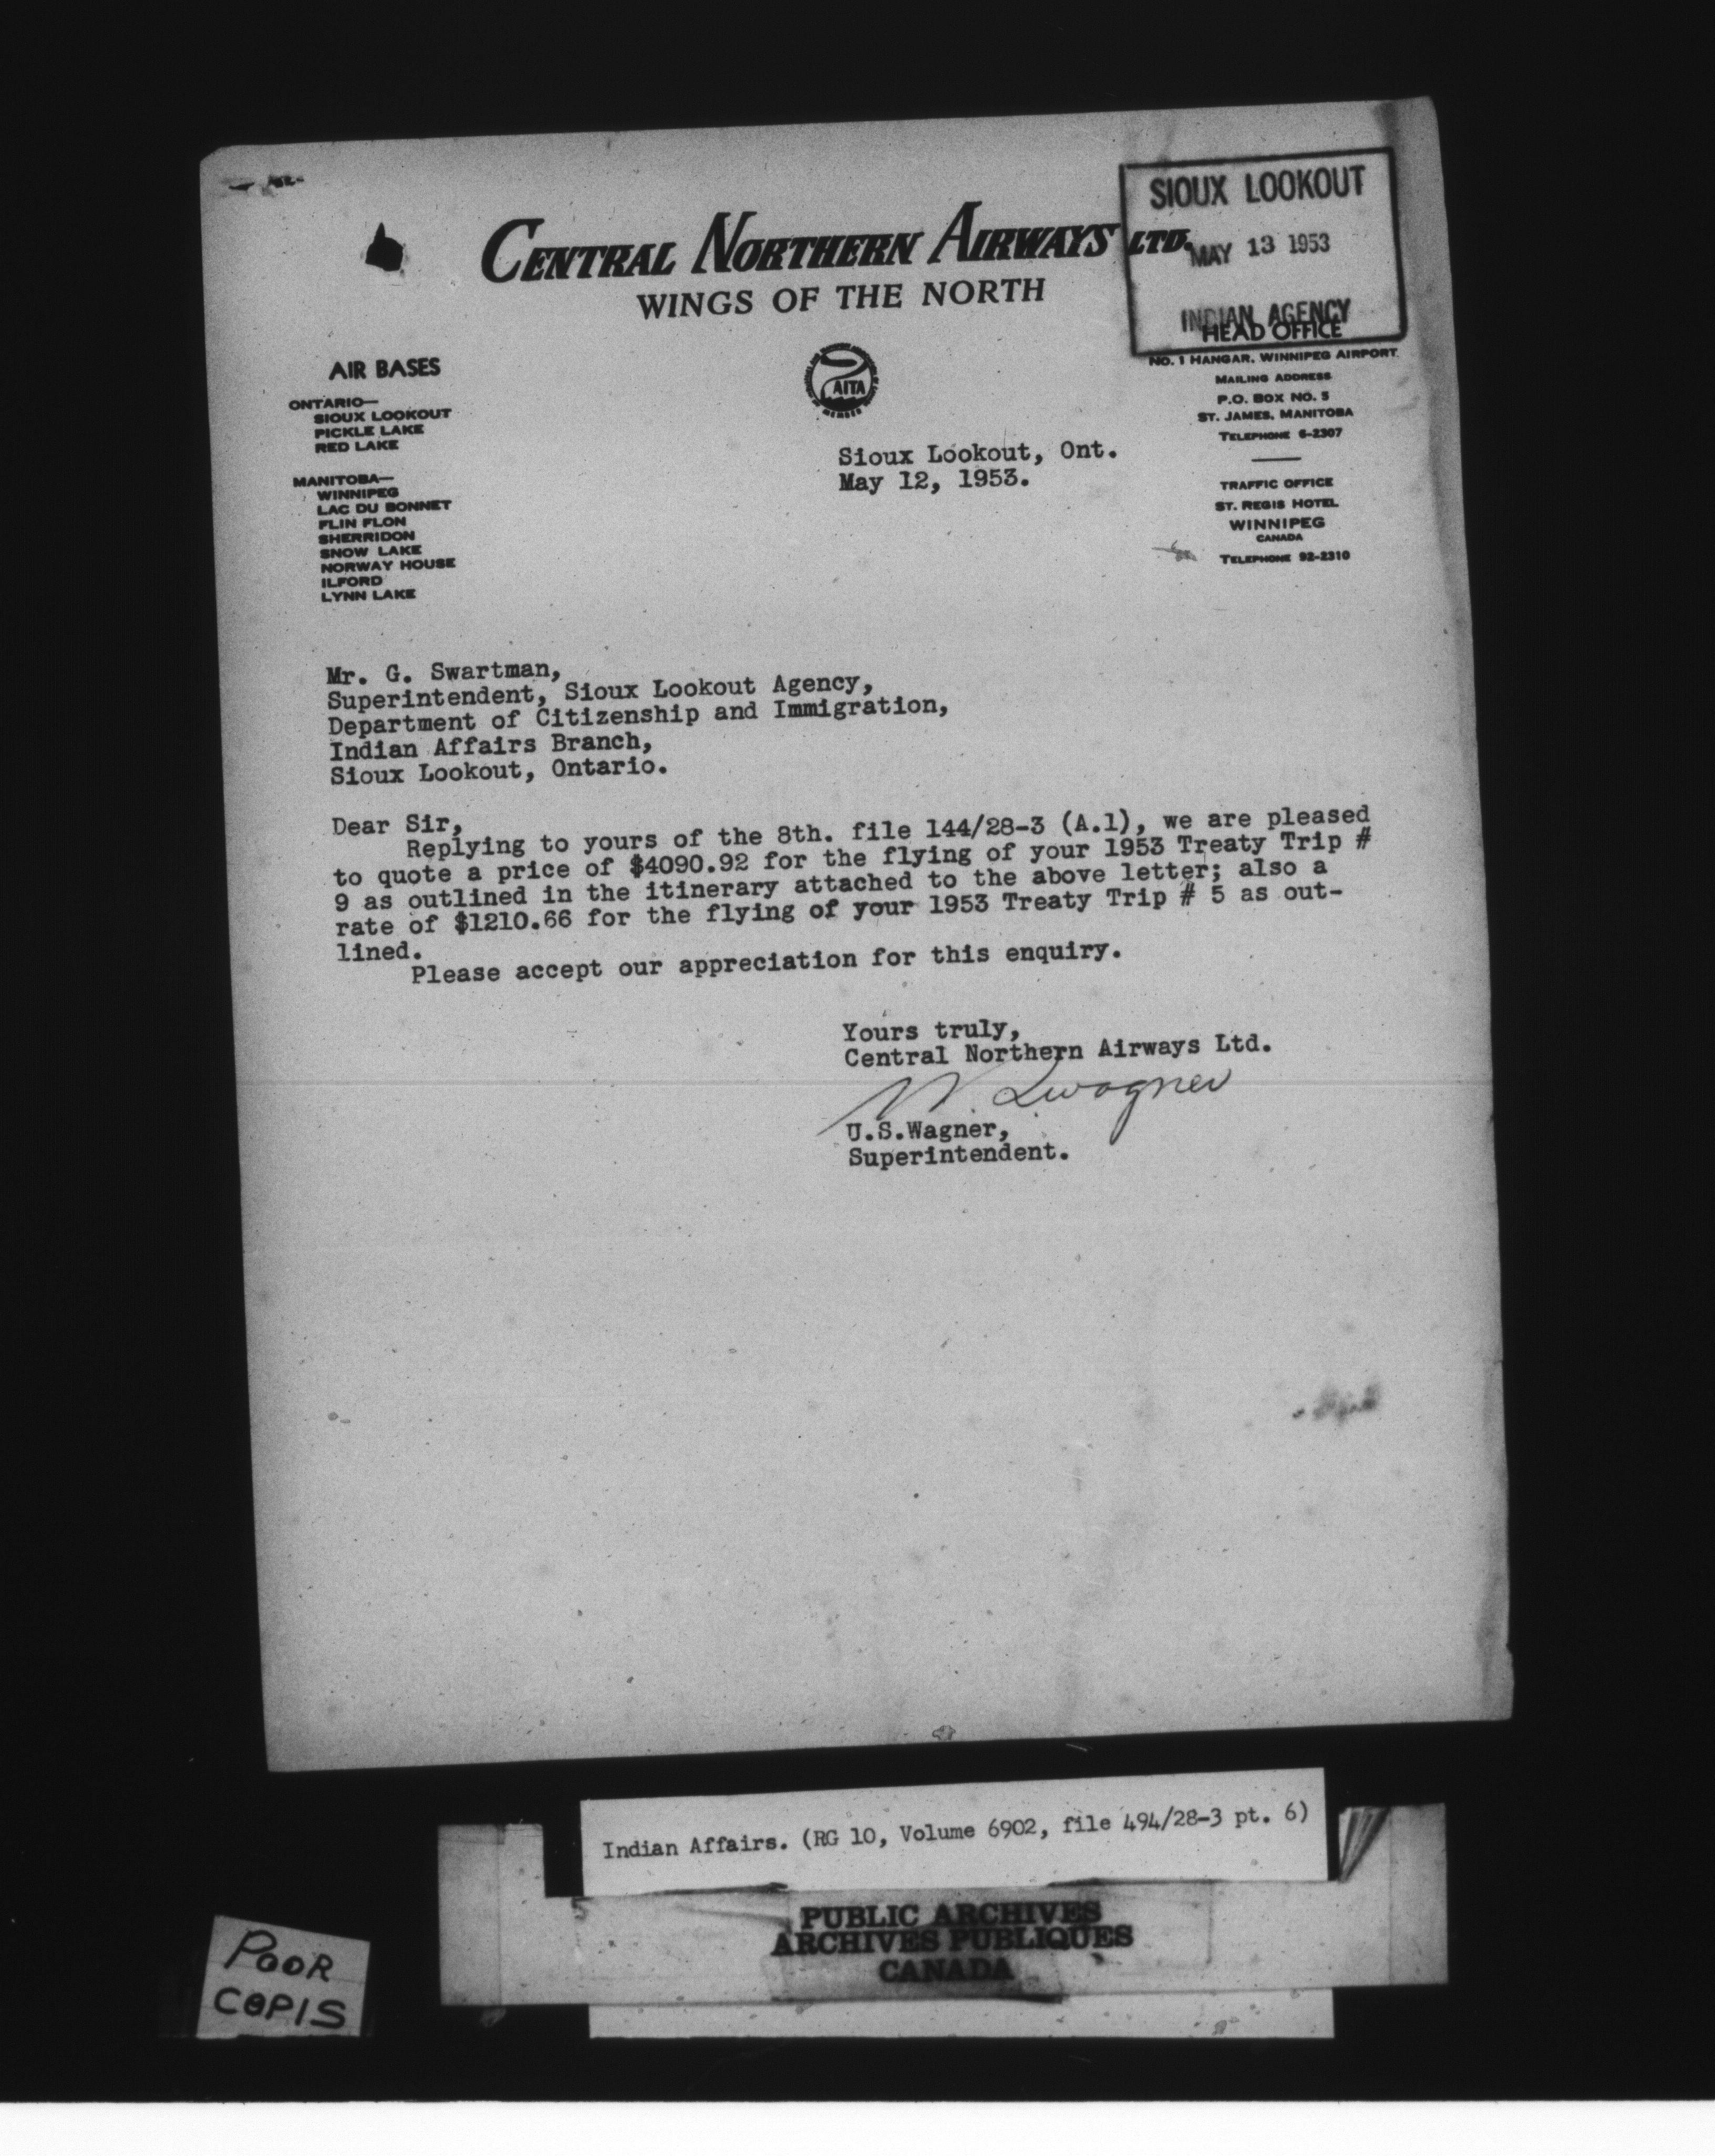 SIOUX LOOKOUT
MAY 13 1953
INDIAN AGENCY
CENTRAL NORTHERN AIRWAYS LTD.
WINGS OF THE NORTH
AITA
MEMBER
AIR BASES
ONTARIO—
SIOUX LOOKOUT
PICKLE LAKE
RED LAKE
MANITOBA—
WINNIPEG
LAC DU BONNET
FLIN FLON
SHERRIDON
SNOW LAKE
NORWAY HOUSE
ILFORD
LYNN LAKE
HEAD OFFICE
NO. 1 HANGAR, WINNIPEG AIRPORT
MAILING ADDRESS
P.O. BOX NO. 5
ST. JAMES, MANITOBA
TELEPHONE 6-2307
TRAFFIC OFFICE
ST. REGIS HOTEL
WINNIPEG
CANADA
TELEPHONE 92-2310
Sioux Lookout, Ont.
May 12, 1953.
Mr. G. Swartman,
Superintendent, Sioux Lookout Agency,
Department of Citizenship and Immigration,
Indian Affairs Branch,
Sioux Lookout, Ontario.
Dear Sir,
Replying to yours of the 8th. file 144/28-3 (A.1), we are pleased
to quote a price of $4090.92 for the flying of your 1953 Treaty Trip #
9 as outlined in the itinerary attached to the above letter; also a
rate of $1210.66 for the flying of your 1953 Treaty Trip # 5 as out-
lined.
Please accept our appreciation for this enquiry.
Yours truly,
Central Northern Airways Ltd.
U.S.Wagner,
Superintendent.
Indian Affairs. (RG 10, Volume 6902, file 494/28-3 pt. 6)
PUBLIC ARCHIVES
ARCHIVES PUBLIQUES
CANADA
POOR
COPIS